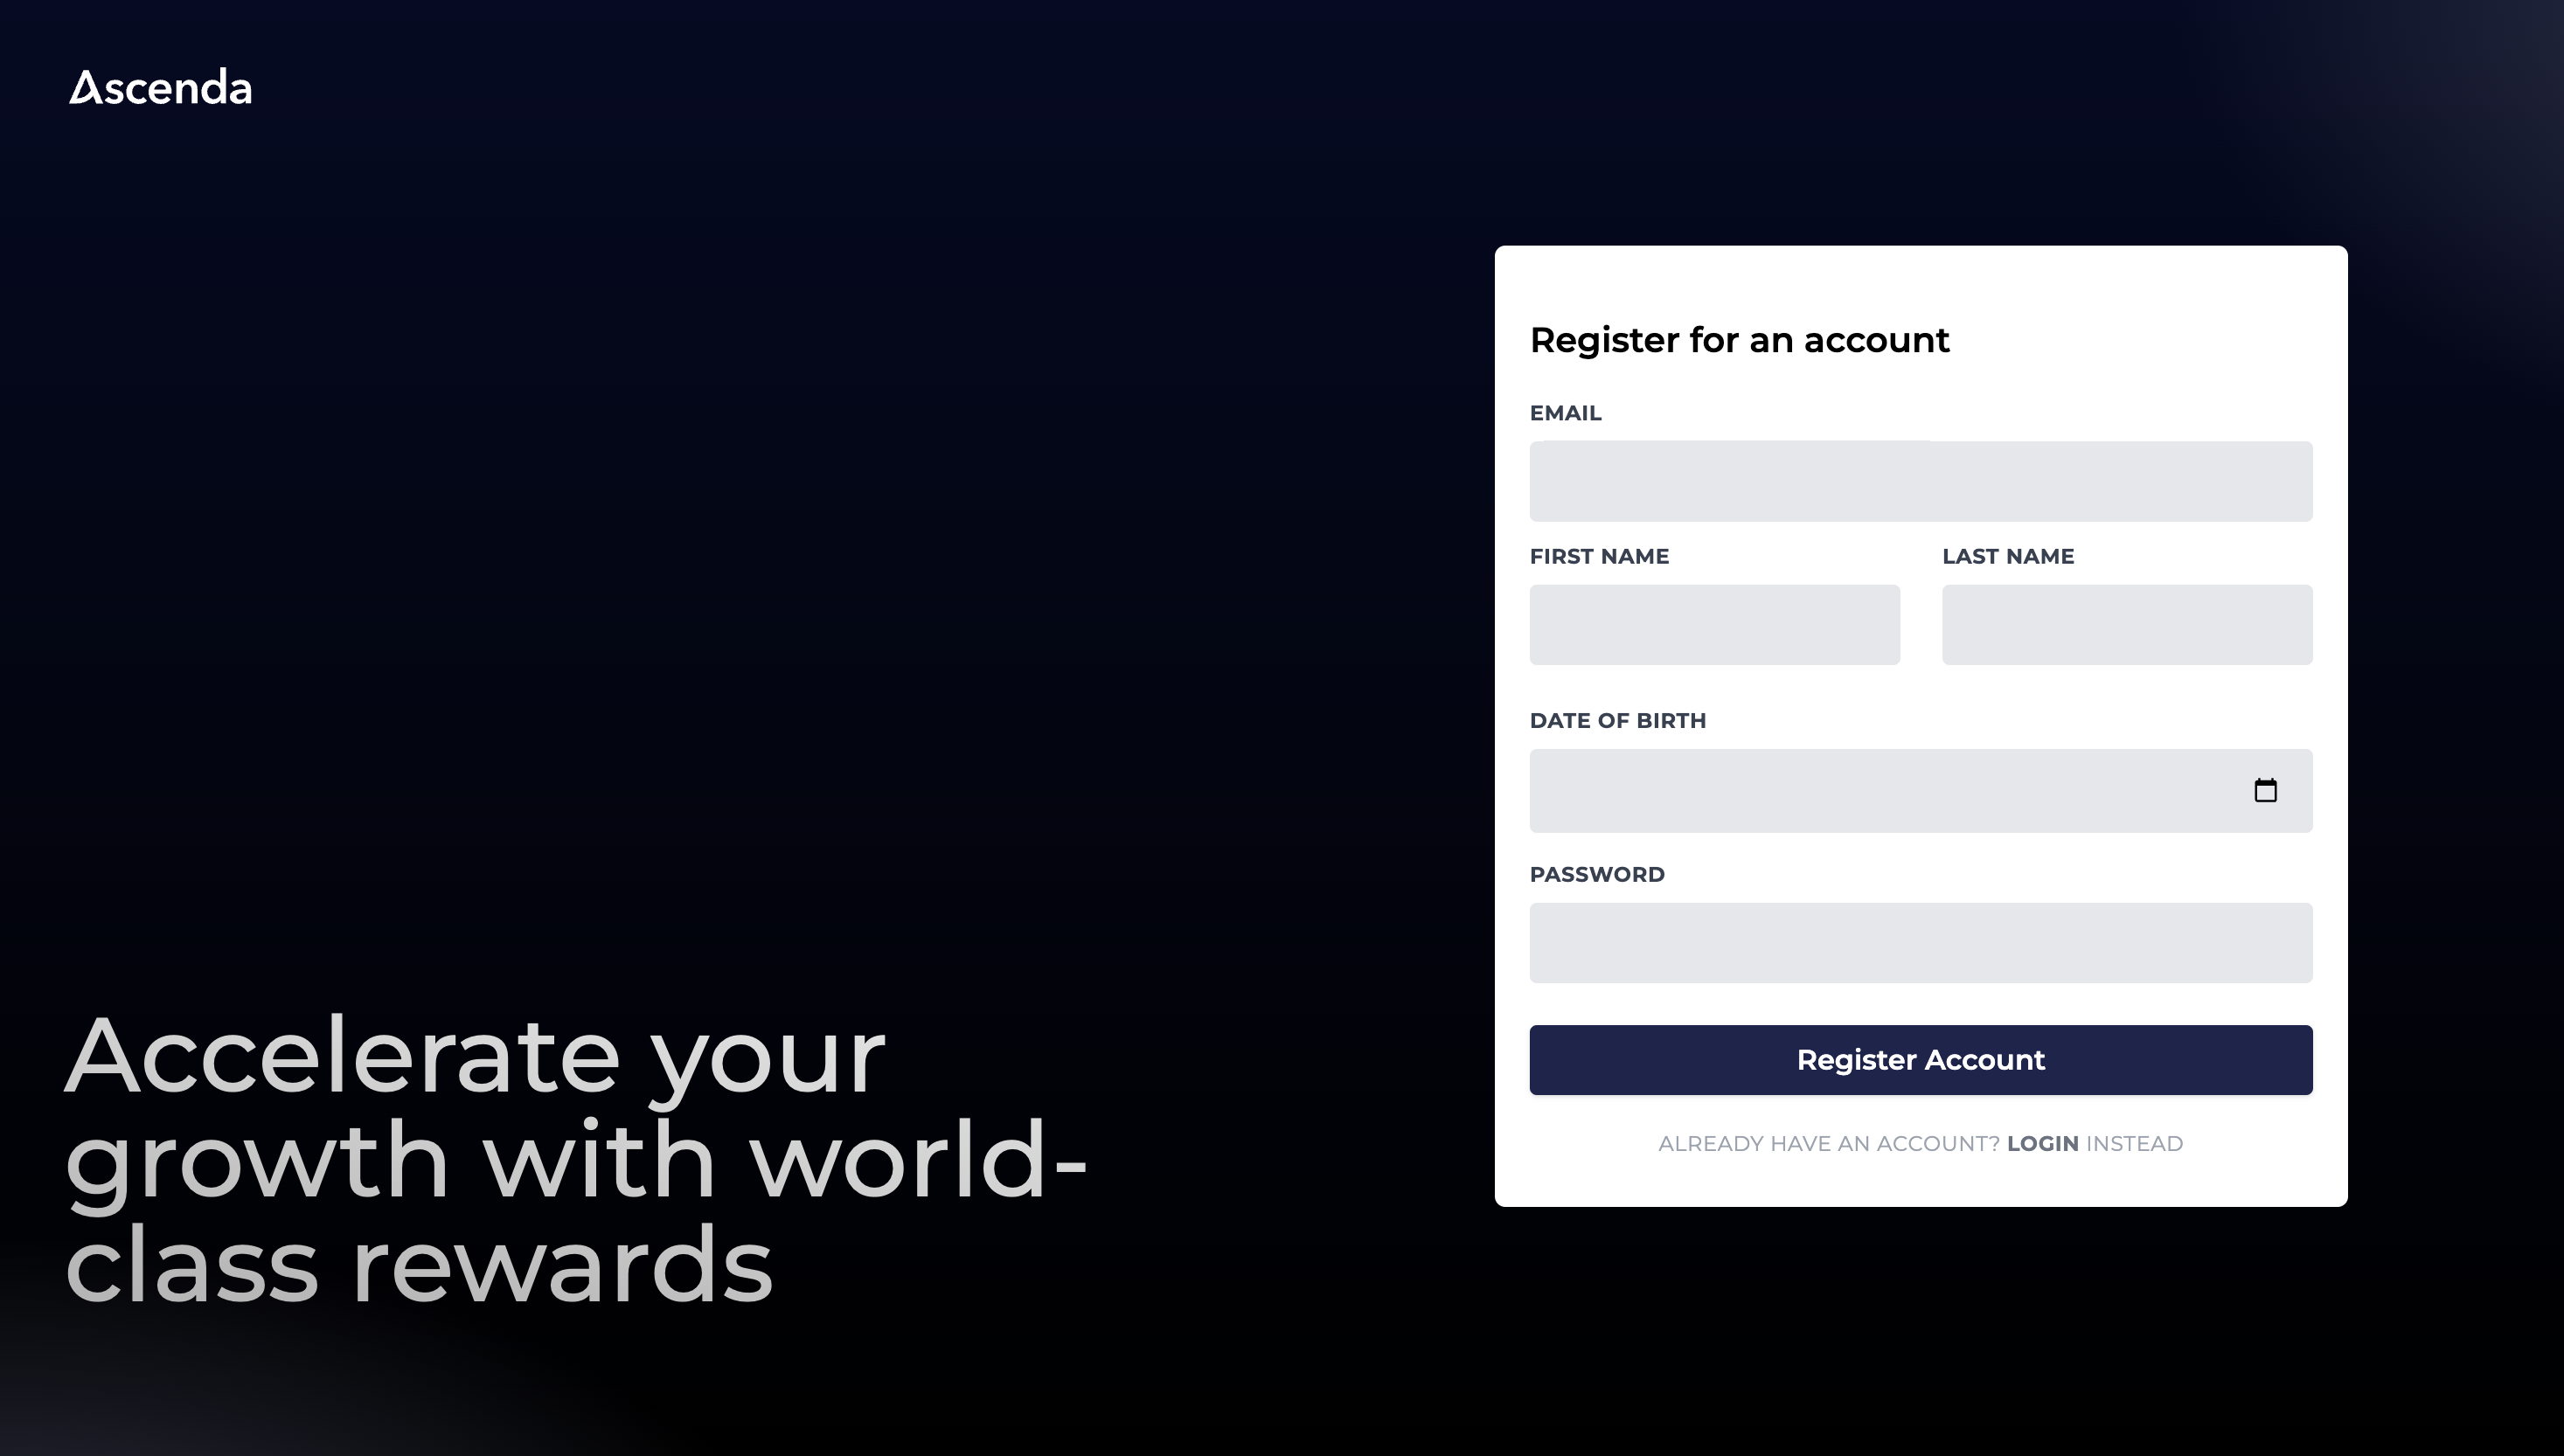 Ascenda
Register for an account
EMAIL
FIRST NAME
LAST NAME
DATE OF BIRTH
PASSWORD
Register Account
ALREADY HAVE AN ACCOUNT? LOGIN INSTEAD
Accelerate your
growth with world-
class rewards